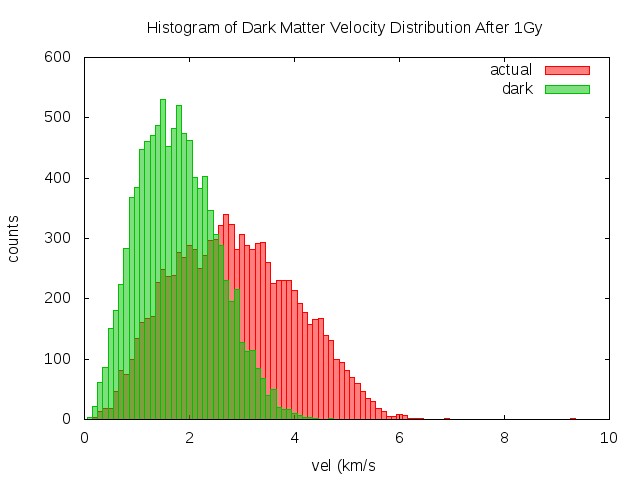 Histogram of Dark Matter Velocity Distribution After 1Gy
600
500
400
300
200
100
0
counts
actual
dark
0 2 4 6 8 10
vel (km/s